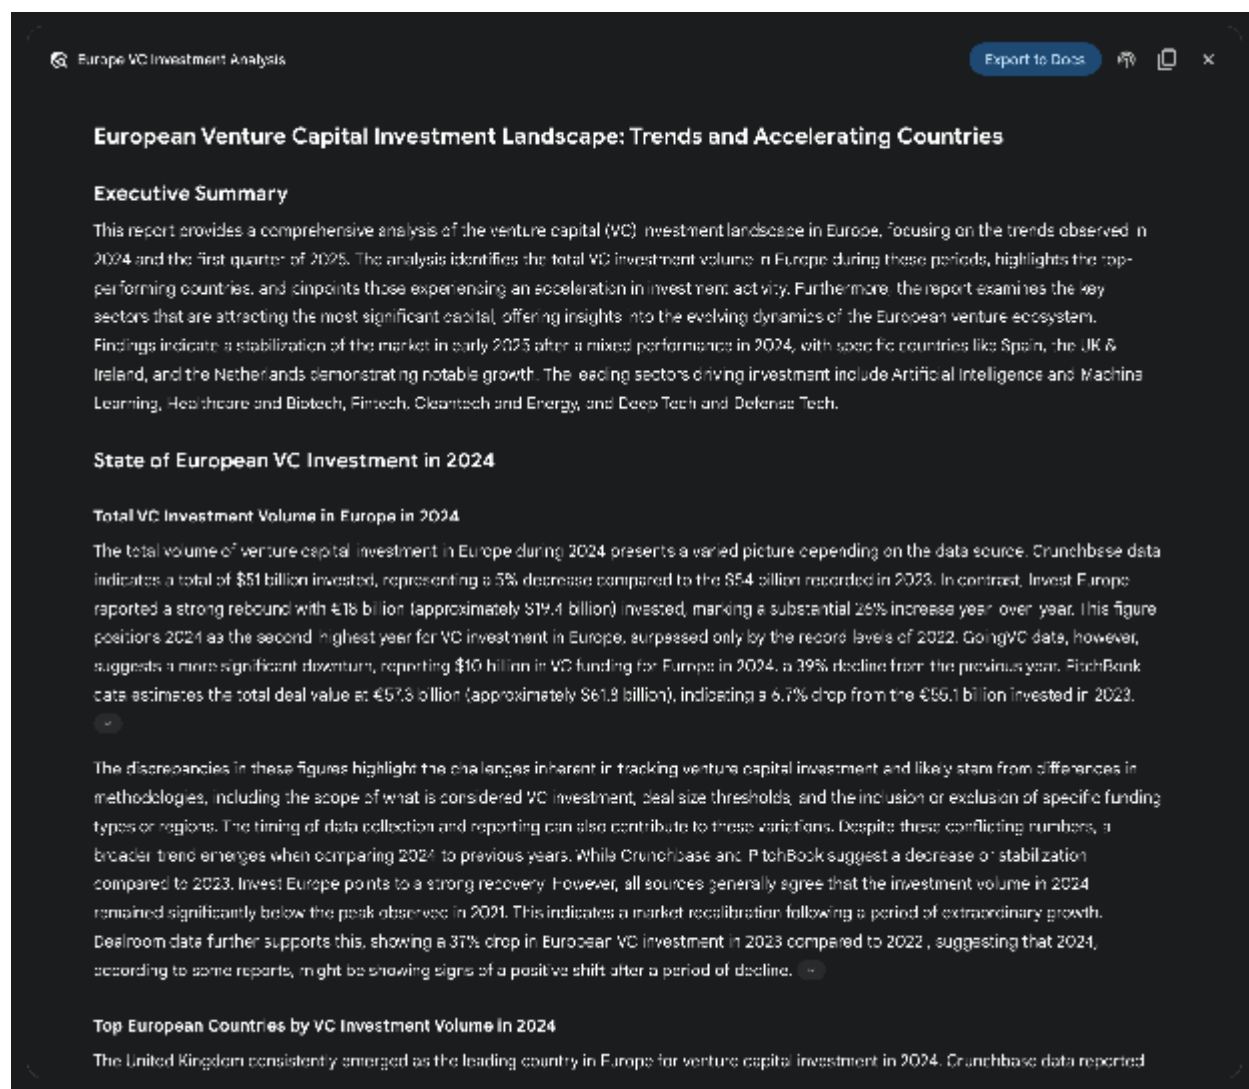 Europe VC Investment Analysis
Export to Docs
European Venture Capital Investment Landscape: Trends and Accelerating Countries
Executive Summary
This report provides a comprehensive analysis of the venture capital (VC) investment landscape in Europe, focusing on the trends observed in
2024 and the first quarter of 2025. The analysis identifies the total VC investment volume in Europe during these periods, highlights the top-
performing countries, and pinpoints those experiencing an acceleration in investment activity. Furthermore, the report examines the key
sectors that are attracting the most significant capital, offering insights into the evolving dynamics of the European venture ecosystem.
Findings indicate a stabilization of the market in early 2025 after a mixed performance in 2024, with specific countries like Spain, the UK &
Ireland, and the Netherlands demonstrating notable growth. The leading sectors driving investment include Artificial Intelligence and Machine
Learning, Healthcare and Biotech, Fintech, Cleantech and Energy, and Deep Tech and Defense Tech.
State of European VC Investment in 2024
Total VC Investment Volume in Europe in 2024
The total volume of venture capital investment in Europe during 2024 presents a varied picture depending on the data source. Crunchbase data
indicates a total of $51 billion invested, representing a 5% decrease compared to the $54 billion recorded in 2023. In contrast, Invest Europe
reported a strong rebound with €18 billion (approximately $19.4 billion) invested, marking a substantial 26% increase year-over-year. This figure
positions 2024 as the second-highest year for VC investment in Europe, surpassed only by the record levels of 2022. GoingVC data, however,
suggests a more significant downturn, reporting $10 billion in VC funding for Europe in 2024, a 39% decline from the previous year. PitchBook
data estimates the total deal value at €57.3 billion (approximately $61.8 billion), indicating a 6.7% drop from the €55.1 billion invested in 2023.
The discrepancies in these figures highlight the challenges inherent in tracking venture capital investment and likely stem from differences in
methodologies, including the scope of what is considered VC investment, deal size thresholds, and the inclusion or exclusion of specific funding
types or regions. The timing of data collection and reporting can also contribute to these variations. Despite these conflicting numbers, a
broader trend emerges when comparing 2024 to previous years. While Crunchbase and PitchBook suggest a decrease or stabilization
compared to 2023, Invest Europe points to a strong recovery. However, all sources generally agree that the investment volume in 2024
remained significantly below the peak observed in 2021. This indicates a market recalibration following a period of extraordinary growth.
Dealroom data further supports this, showing a 37% drop in European VC investment in 2023 compared to 2022 , suggesting that 2024,
according to some reports, might be showing signs of a positive shift after a period of decline.
Top European Countries by VC Investment Volume in 2024
The United Kingdom consistently emerged as the leading country in Europe for venture capital investment in 2024. Crunchbase data reported